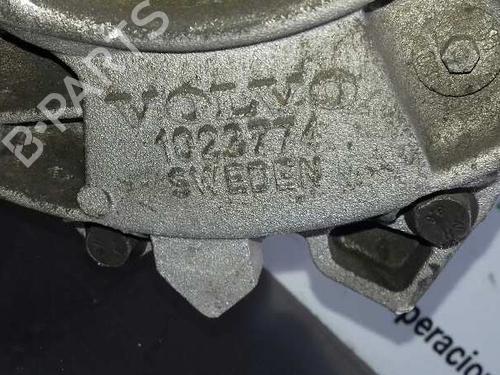 VOLVO
1023774
SWEDEN
B-PARTS
peracion